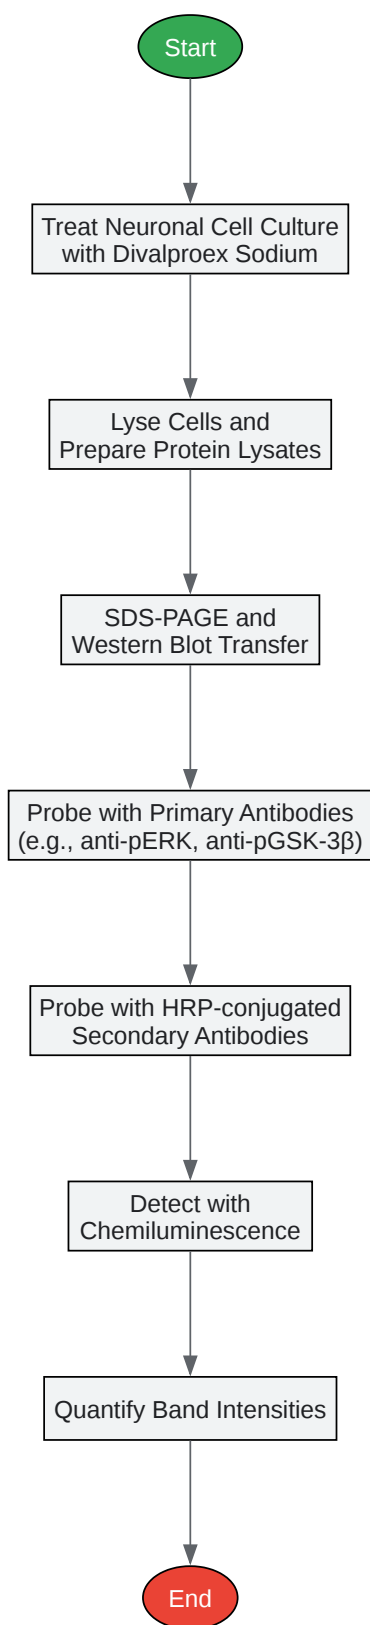 Start
Treat Neuronal Cell Culture
with Divalproex Sodium
Lyse Cells and
Prepare Protein Lysates
SDS-PAGE and
Western Blot Transfer
Probe with Primary Antibodies
(e.g., anti-pERK, anti-pGSK-3β)
Probe with HRP-conjugated
Secondary Antibodies
Detect with
Chemiluminescence
Quantify Band Intensities
End